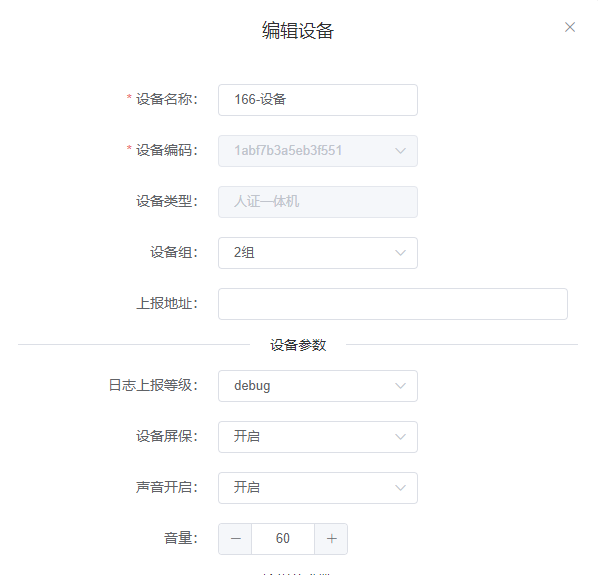 编辑设备
* 设备名称： 166-设备
* 设备编码： 1abf7b3a5eb3f551
设备类型： 人证一体机
设备组： 2组
上报地址：
设备参数
日志上报等级： debug
设备屏保： 开启
声音开启： 开启
音量： 60